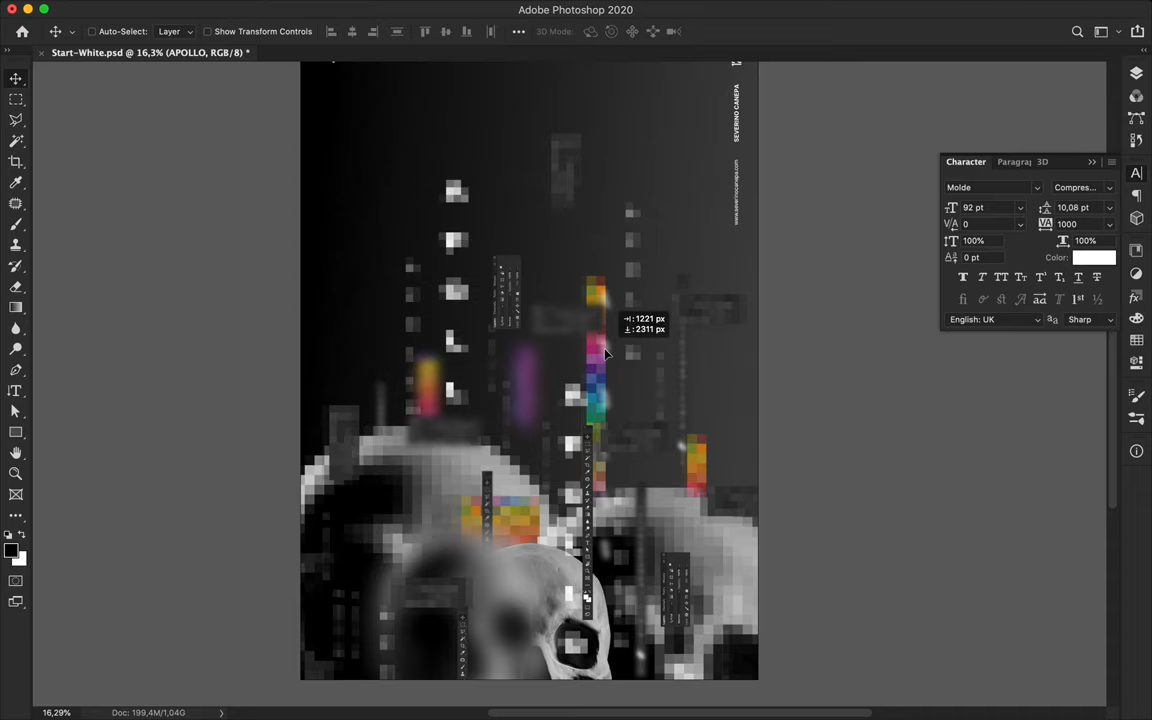 Adobe Photoshop 2020
Auto-Select: Layer Show Transform Controls 3D Mode:
Start-White.psd @ 16,3% (APOLLO, RGB/8) *
SEVERINO CANEPA
www.severinocanepa.com
Character Paragraj 3D
Molde Compres...
92 pt 10,08 pt
0 1000
100% 100%
0 pt Color:
English: UK Sharp
:1221 px
:2311 px
16,29% Doc: 199,4M/1,04G